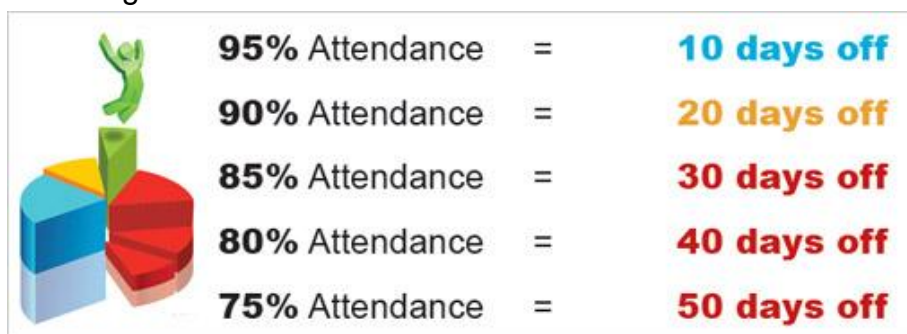 95% Attendance = 10 days off
90% Attendance = 20 days off
85% Attendance = 30 days off
80% Attendance = 40 days off
75% Attendance = 50 days off